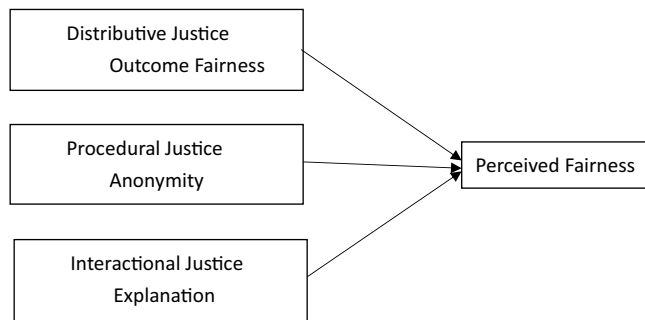 Distributive Justice
Outcome Fairness
Procedural Justice
Anonymity
Perceived Fairness
Interactional Justice
Explanation